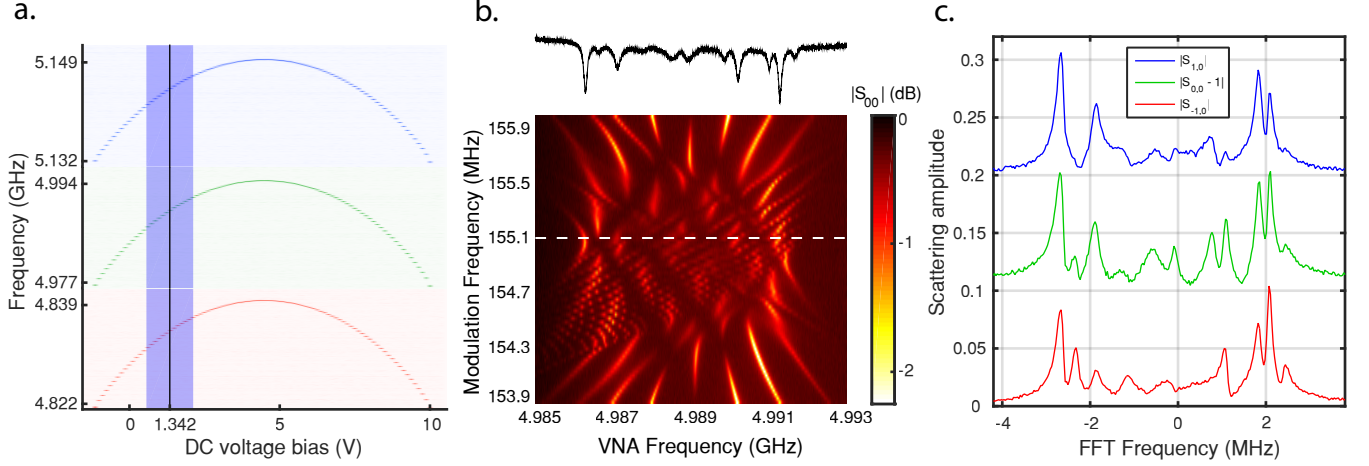 a.
Frequency (GHz)
5.149
5.132
4.994
4.977
4.839
4.822
0
1.342
5
10
DC voltage bias (V)
b.
|S00| (dB)
Modulation Frequency (MHz)
155.9
155.5
155.1
154.7
154.3
153.9
4.985
4.987
4.989
4.991
4.993
VNA Frequency (GHz)
0
-1
-2
c.
Scattering amplitude
0.3
0.25
0.2
0.15
0.1
0.05
0
-4
-2
0
2
FFT Frequency (MHz)
|S1,0|
|S0,0 - 1|
|S-1,0|